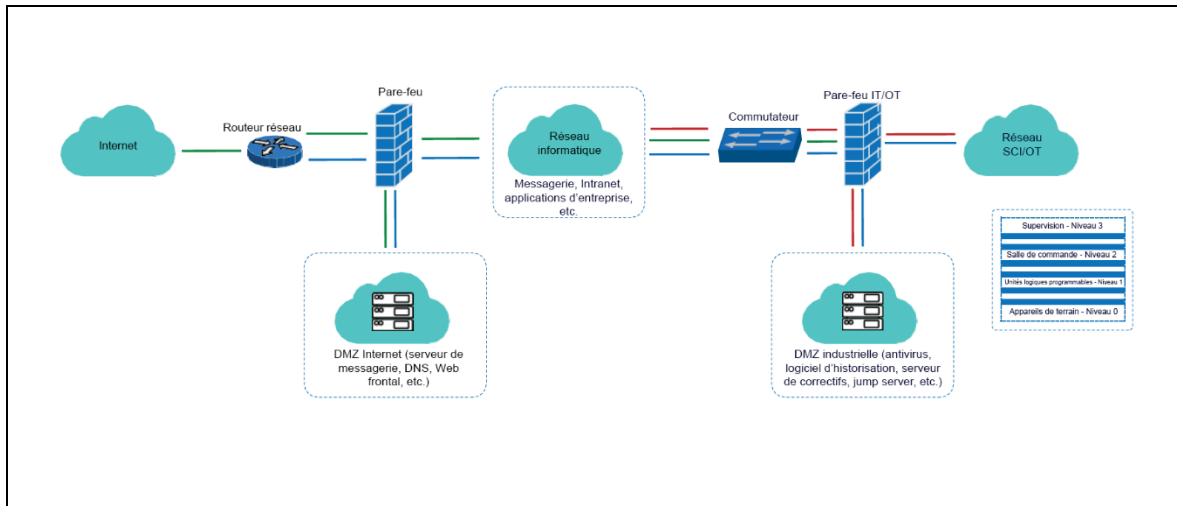 Internet
Routeur réseau
Pare-feu
Réseau
informatique
Messagerie, Intranet,
applications d'entreprise,
etc.
Commutateur
Pare-feu IT/OT
Réseau
SCI/OT
DMZ Internet (serveur de
messagerie, DNS, Web
frontal, etc.)
DMZ industrielle (antivirus,
logiciel d'historisation, serveur
de correctifs, jump server, etc.)
Supervision - Niveau 3
Salle de commande - Niveau 2
Unités logiques programmables - Niveau 1
Appareils de terrain - Niveau 0